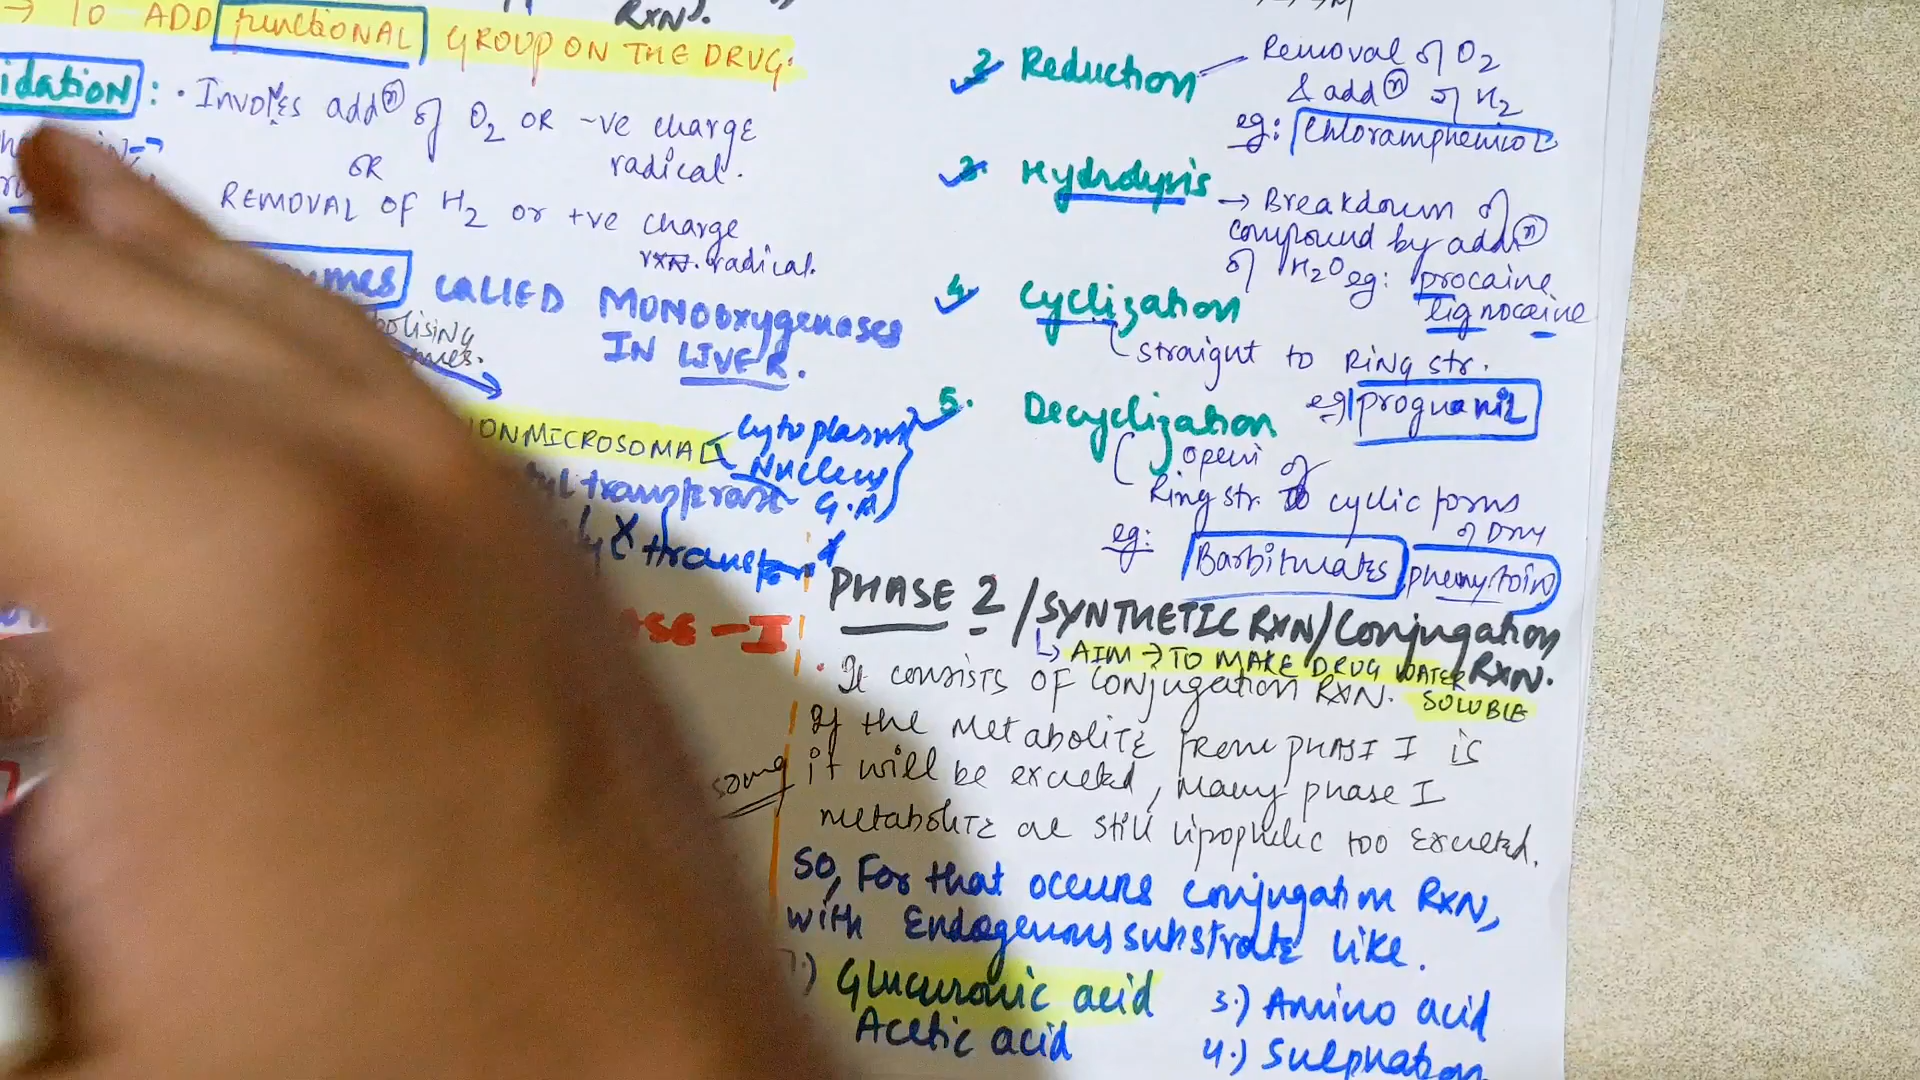 RXN).
→ TO ADD functional GROUP ON THE DRUG.
idation : • Involves add(n) of O2 OR -ve charge
radical.
OR
REMOVAL OF H2 or +ve charge
radical.
CALLED MONOOXYGENASES
IN LIVER.
NONMICROSOMAL
Cytoplasm
Nucleus
G.A
SE - I
2 Reduction
Removal of O2
& add(n) of H2
eg: Chloramphenicol
3. Hydrolysis → Breakdown of
compound by add(n)
of H2O eg: procaine
lignocaine
4. Cyclization
straight to Ring str.
eg proguanil
5. Decyclization
Ring str. cyclic forms
of Drug
eg: Barbiturates phenytoin
PHASE 2 / SYNTHETIC RXN / Conjugation
RXN.
AIM → TO MAKE DRUG WATER
SOLUBLE
• It consists OF conjugation RXN.
If the Metabolite from PHASE I is
it will be excreted, Many phase I
metabolite are still lipophilic too excreted.
SO, For that occurs conjugation RXN,
with Endogenous substrate like.
1.) Glucuronic acid
Acetic acid
3.) Amino acid
4.) Sulphation